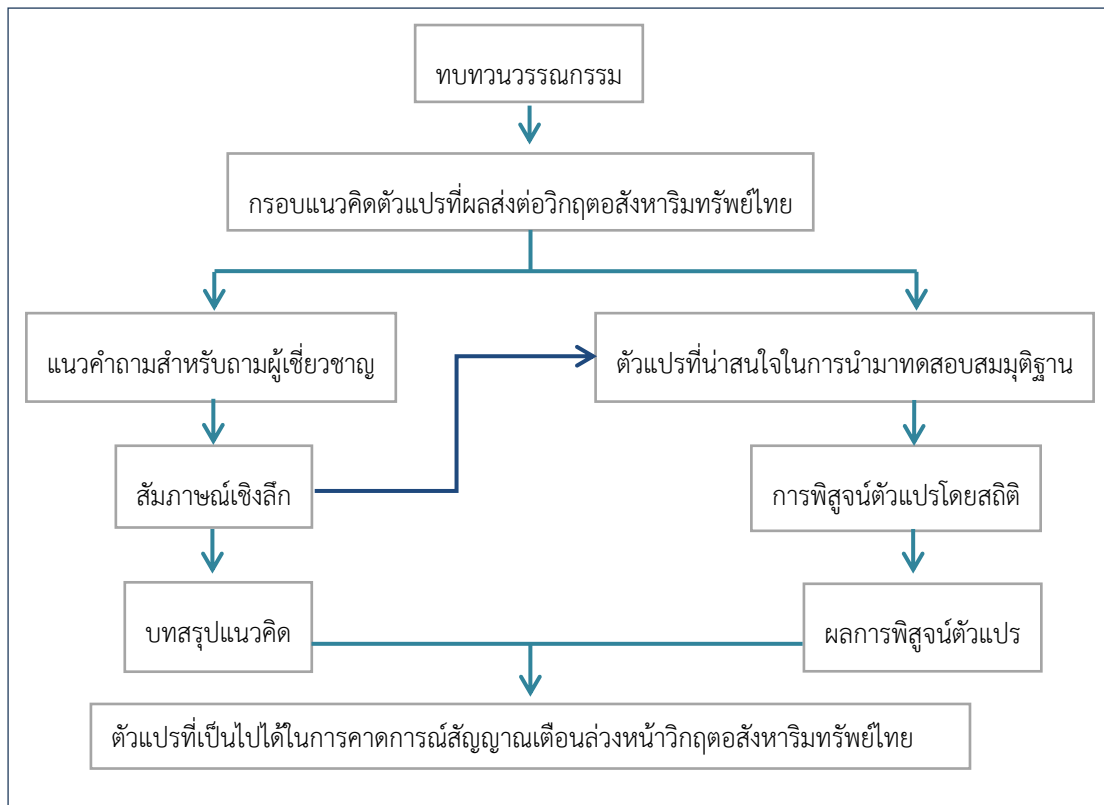 ทบทวนวรรณกรรม
กรอบแนวคิดตัวแปรที่ผลส่งต่อวิกฤตอสังหาริมทรัพย์ไทย
แนวคำถามสำหรับถามผู้เชี่ยวชาญ
ตัวแปรที่น่าสนใจในการนำมาทดสอบสมมุติฐาน
สัมภาษณ์เชิงลึก
การพิสูจน์ตัวแปรโดยสถิติ
บทสรุปแนวคิด
ผลการพิสูจน์ตัวแปร
ตัวแปรที่เป็นไปได้ในการคาดการณ์สัญญาณเตือนล่วงหน้าวิกฤตอสังหาริมทรัพย์ไทย